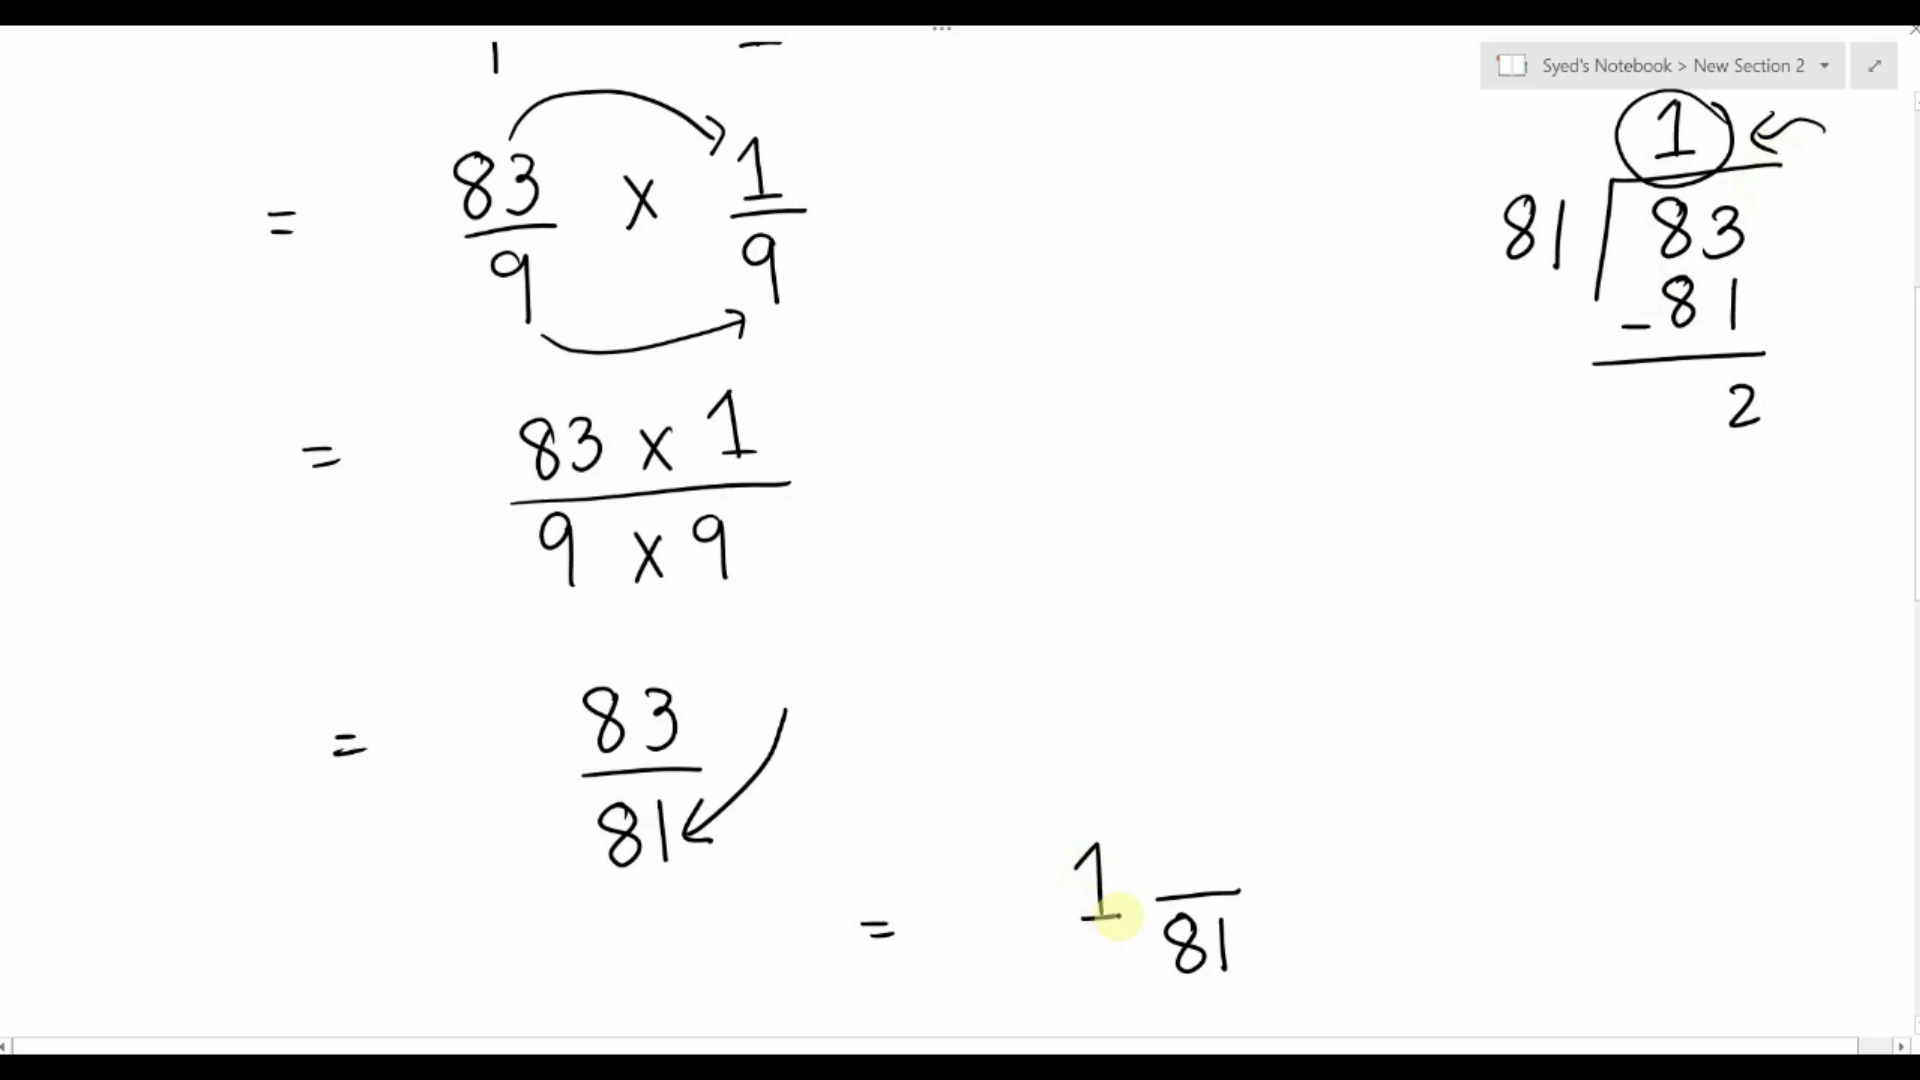 Syed's Notebook > New Section 2
= 83/9 x 1/9
= 83 x 1
9 x 9
= 83
81
= 1 /81
1
81 83
-81
2